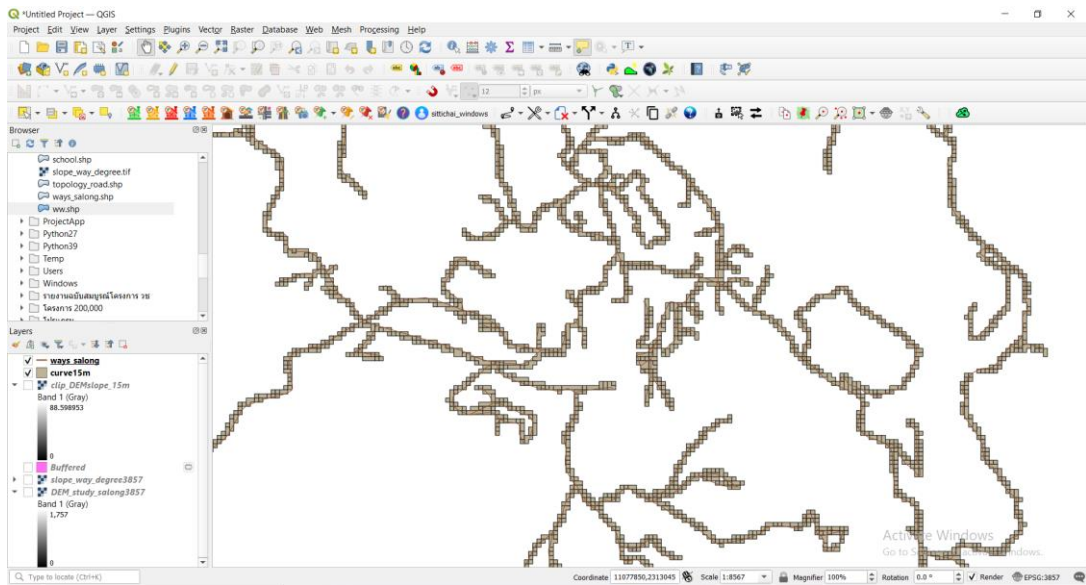 *Untitled Project — QGIS
Project Edit View Layer Settings Plugins Vector Raster Database Web Mesh Processing Help
12 px
sittichai_windows
Browser
school.shp
slope_way_degree.tif
topology_road.shp
ways_salong.shp
ww.shp
ProjectApp
Python27
Python39
Temp
Users
Windows
รายงานฉบับสมบูรณ์โครงการ วช
โครงการ 200,000
Layers
ways salong
curve15m
clip_DEMslope_15m
Band 1 (Gray)
88.598953
0
Buffered
slope_way_degree3857
DEM_study_salong3857
Band 1 (Gray)
1,757
0
Activate Windows
Go to
Type to locate (Ctrl+K)
Coordinate 11077850,2313045 Scale 1:8567 Magnifier 100% Rotation 0.0 ° Render EPSG:3857